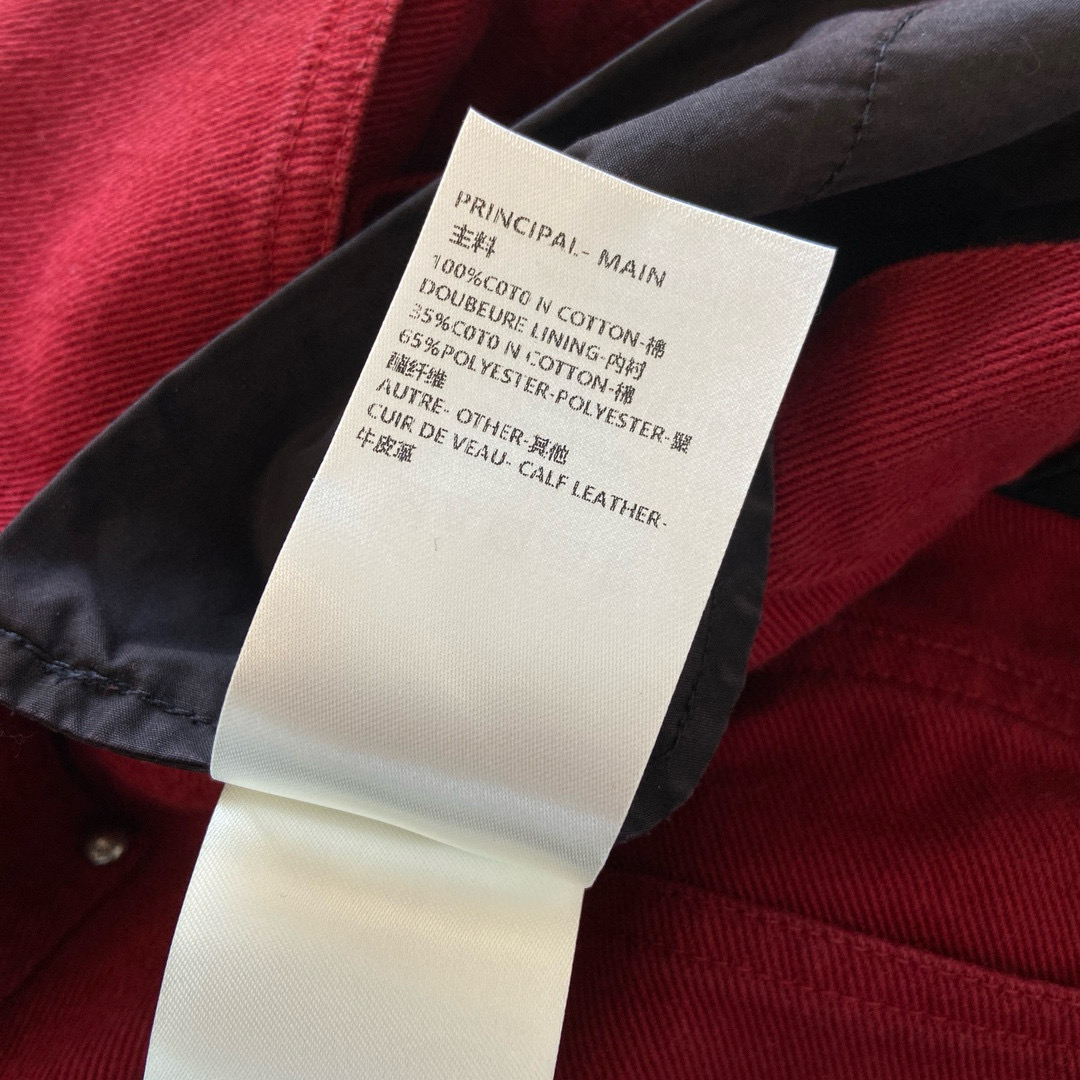 PRINCIPAL- MAIN
主料
100%COTO N COTTON-棉
DOUBEURE LINING-内衬
35%COTO N COTTON-棉
65%POLYESTER-POLYESTER-聚
酯纤维
AUTRE- OTHER-其他
CUIR DE VEAU- CALF LEATHER-
牛皮革